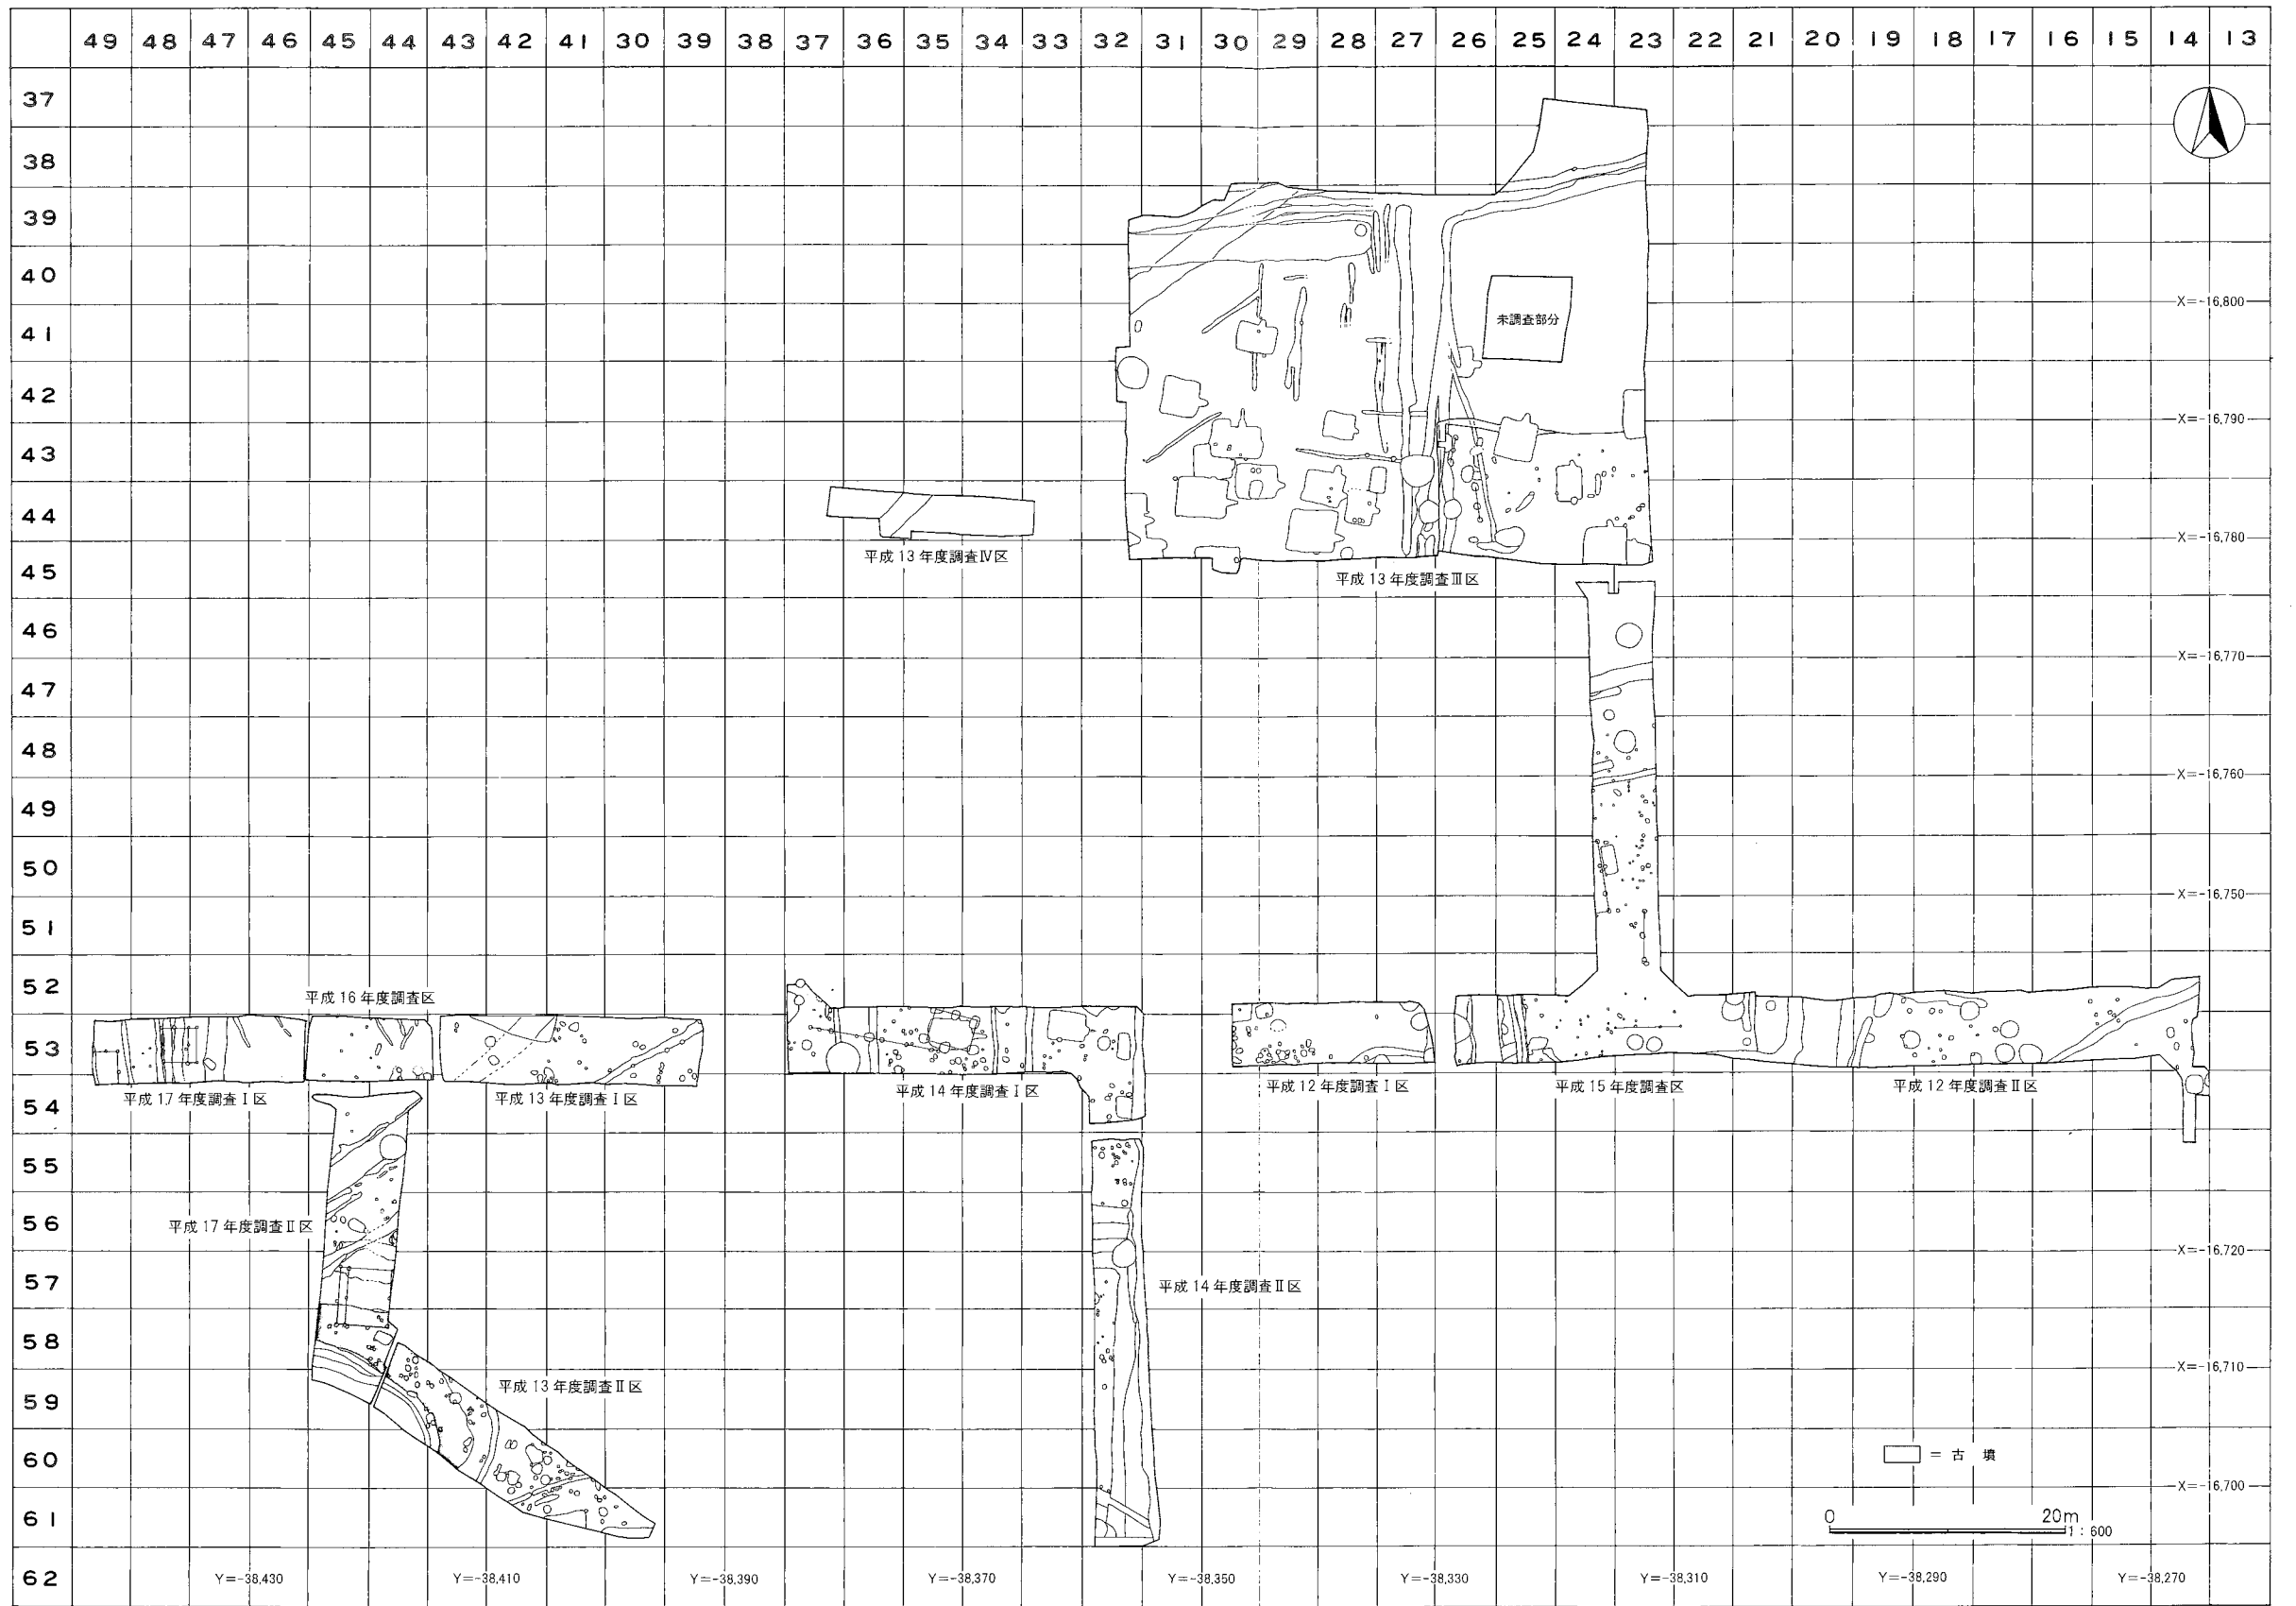 49 48 47 46 45 44 43 42 41 30 39 38 37 36 35 34 33 32 31 30 29 28 27 26 25 24 23 22 21 20 19 18 17 16 15 14 13
37
38
39
40
X=-16,800
41
未調査部分
42
X=-16,790
43
44
X=-16,780
平成13年度調査Ⅳ区
45
平成13年度調査Ⅲ区
46
X=-16,770
47
48
X=-16,760
49
50
X=-16,750
51
52
平成16年度調査区
53
平成17年度調査Ⅰ区
平成13年度調査Ⅰ区
平成14年度調査Ⅰ区
平成12年度調査Ⅰ区
平成15年度調査区
平成12年度調査Ⅱ区
54
55
56
平成17年度調査Ⅱ区
X=-16,720
57
平成14年度調査Ⅱ区
58
X=-16,710
平成13年度調査Ⅱ区
59
60
= 古 墳
X=-16,700
61
0 20m
1:600
62
Y=-38,430
Y=-38,410
Y=-38,390
Y=-38,370
Y=-38,350
Y=-38,330
Y=-38,310
Y=-38,290
Y=-38,270